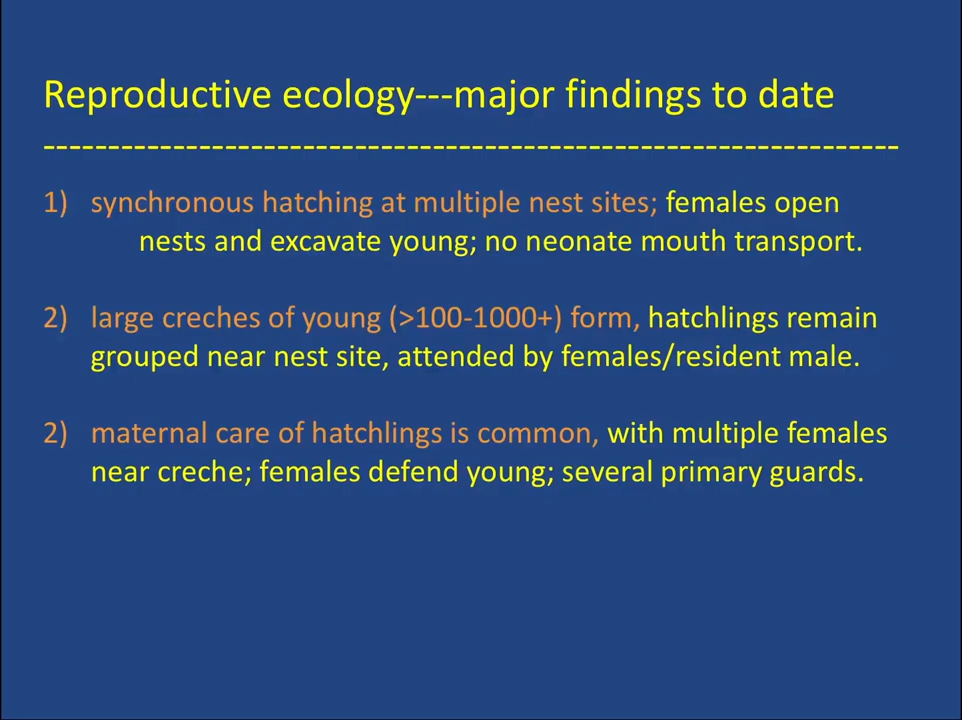 Reproductive ecology---major findings to date
------------------------------------------------------------------
1) synchronous hatching at multiple nest sites; females open
nests and excavate young; no neonate mouth transport.
2) large creches of young (>100-1000+) form, hatchlings remain
grouped near nest site, attended by females/resident male.
2) maternal care of hatchlings is common, with multiple females
near creche; females defend young; several primary guards.